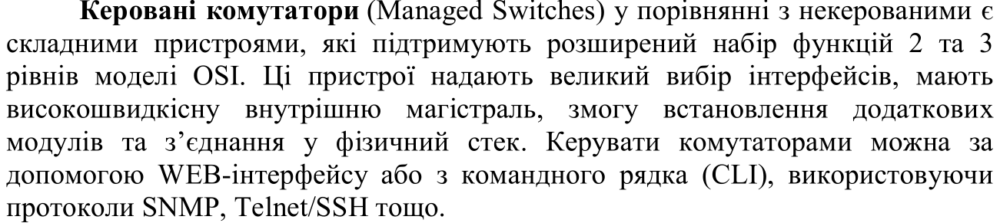 Керовані комутатори (Managed Switches) у порівнянні з некерованими є
складними пристроями, які підтримують розширений набір функцій 2 та 3
рівнів моделі OSI. Ці пристрої надають великий вибір інтерфейсів, мають
високошвидкісну внутрішню магістраль, змогу встановлення додаткових
модулів та з’єднання у фізичний стек. Керувати комутаторами можна за
допомогою WEB-інтерфейсу або з командного рядка (CLI), використовуючи
протоколи SNMP, Telnet/SSH тощо.